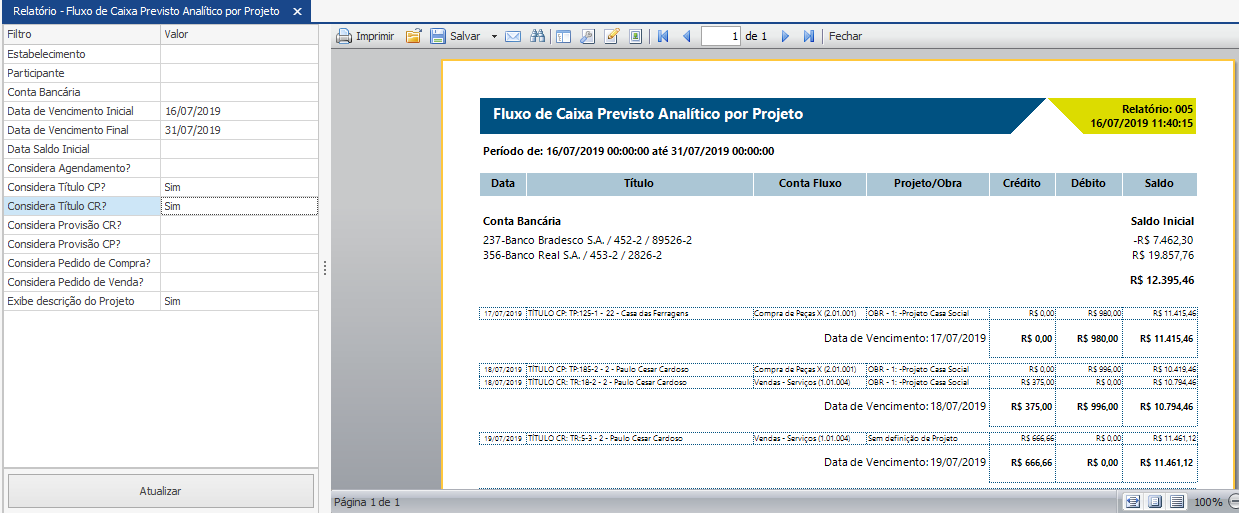 Relatório - Fluxo de Caixa Previsto Analítico por Projeto ×
Filtro Valor
Estabelecimento
Participante
Conta Bancária
Data de Vencimento Inicial 16/07/2019
Data de Vencimento Final 31/07/2019
Data Saldo Inicial
Considera Agendamento?
Considera Título CP? Sim
Considera Título CR? Sim
Considera Provisão CR?
Considera Provisão CP?
Considera Pedido de Compra?
Considera Pedido de Venda?
Exibe descrição do Projeto Sim
Atualizar
Imprimir Salvar 1 de 1 Fechar
Fluxo de Caixa Previsto Analítico por Projeto
Relatório: 005
16/07/2019 11:40:15
Período de: 16/07/2019 00:00:00 até 31/07/2019 00:00:00
Data Título Conta Fluxo Projeto/Obra Crédito Débito Saldo
Conta Bancária Saldo Inicial
237-Banco Bradesco S.A. / 452-2 / 89526-2 -R$ 7.462,30
356-Banco Real S.A. / 453-2 / 2826-2 R$ 19.857,76
R$ 12.395,46
17/07/2019 TÍTULO CP: TP:125-1 - 22 - Casa das Ferragens Compra de Peças X (2.01.001) OBR - 1: -Projeto Casa Social R$ 0,00 R$ 980,00 R$ 11.415,46
Data de Vencimento: 17/07/2019 R$ 0,00 R$ 980,00 R$ 11.415,46
18/07/2019 TÍTULO CP: TP:185-2 - 2 - Paulo Cesar Cardoso Compra de Peças X (2.01.001) OBR - 1: -Projeto Casa Social R$ 0,00 R$ 996,00 R$ 10.419,46
18/07/2019 TÍTULO CR: TR:18-2 - 2 - Paulo Cesar Cardoso Vendas - Serviços (1.01.004) OBR - 1: -Projeto Casa Social R$ 375,00 R$ 0,00 R$ 10.794,46
Data de Vencimento: 18/07/2019 R$ 375,00 R$ 996,00 R$ 10.794,46
19/07/2019 TÍTULO CR: TR:5-3 - 2 - Paulo Cesar Cardoso Vendas - Serviços (1.01.004) Sem definição de Projeto R$ 666,66 R$ 0,00 R$ 11.461,12
Data de Vencimento: 19/07/2019 R$ 666,66 R$ 0,00 R$ 11.461,12
Página 1 de 1 100%